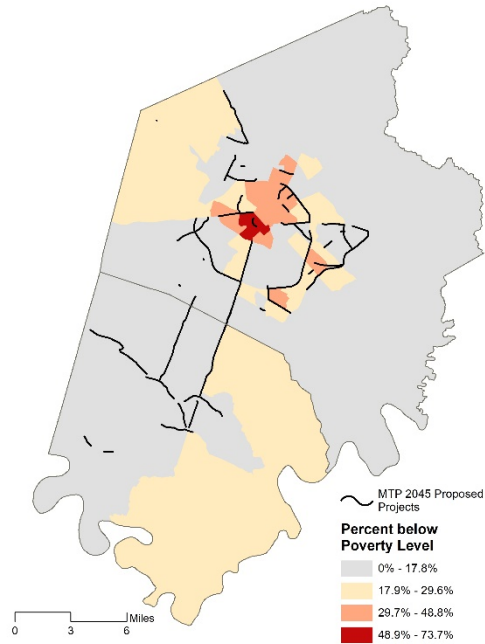 MTP 2045 Proposed
Projects
Percent below
Poverty Level
0% - 17.8%
17.9% - 29.6%
29.7% - 48.8%
48.9% - 73.7%
Miles
0 3 6